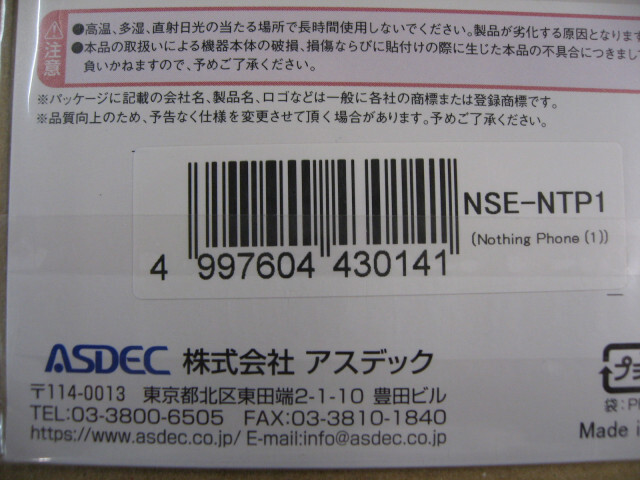 注意
●高温、多湿、直射日光の当たる場所で長時間使用しないでください。製品が劣化する原因となります
●本品の取扱いによる機器本体の破損、損傷ならびに貼付けの際に生じた本品の不具合につきまして
負いかねますので、予めご了承ください。
※パッケージに記載の会社名、製品名、ロゴなどは一般に各社の商標または登録商標です。
※品質向上のため、予告なく仕様を変更させて頂く場合があります。予めご了承ください。
NSE-NTP1
(Nothing Phone (1))
4 997604 430141
ASDEC 株式会社 アスデック
〒114-0013 東京都北区東田端2-1-10 豊田ビル
TEL:03-3800-6505 FAX:03-3810-1840
https://www.asdec.co.jp/ E-mail:info@asdec.co.jp
プラ
袋:P
Made i